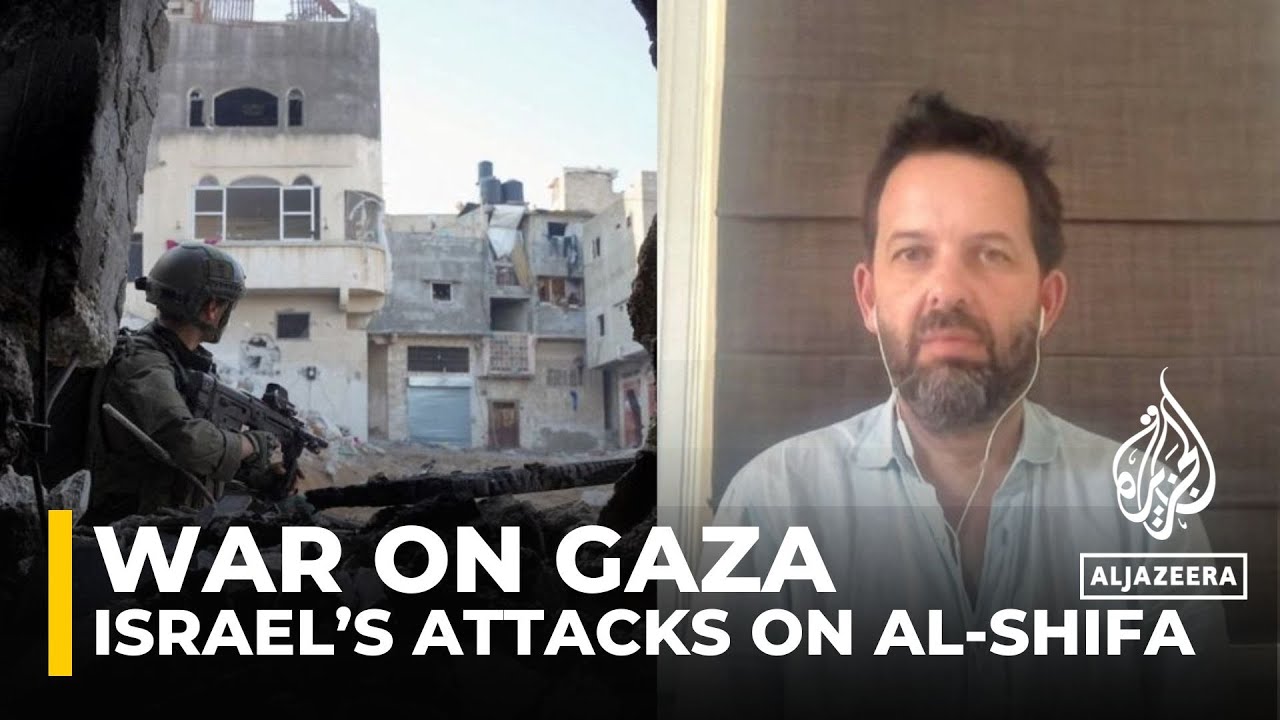 WAR ON GAZA
ISRAEL'S ATTACKS ON AL-SHIFA
الجزيرة
ALJAZEERA